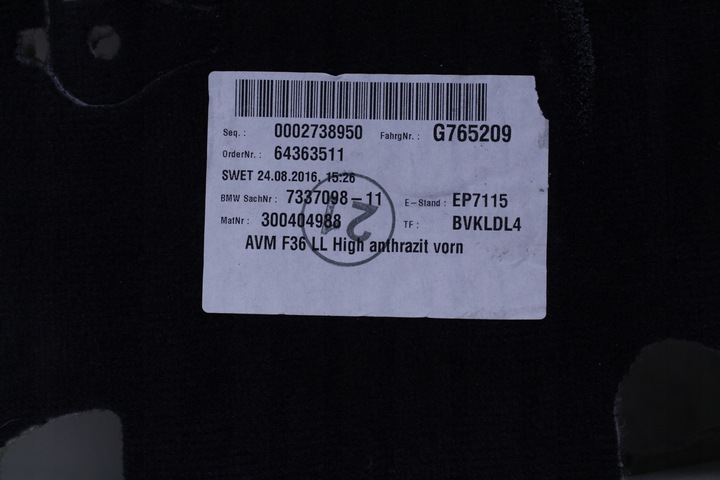 Seq. : 0002738950 FahrgNr. : G765209
OrderNr. : 64363511
SWET 24.08.2016, 15:26
BMW SachNr : 7337098-11 E-Stand : EP7115
MatNr : 300404988 TF : BVKLDL4
AVM F36 LL High anthrazit vorn
21